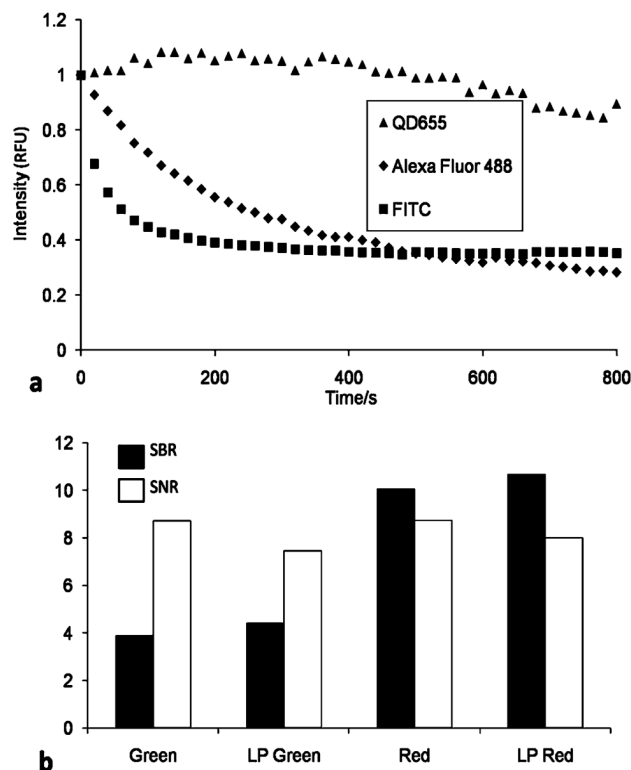 1.2
1
0.8
0.6
0.4
0.2
0
Intensity (RFU)
▲ QD655
◆ Alexa Fluor 488
■ FITC
0 200 400 600 800
Time/s
a
12
10
8
6
4
2
0
SBR
SNR
Green LP Green Red LP Red
b